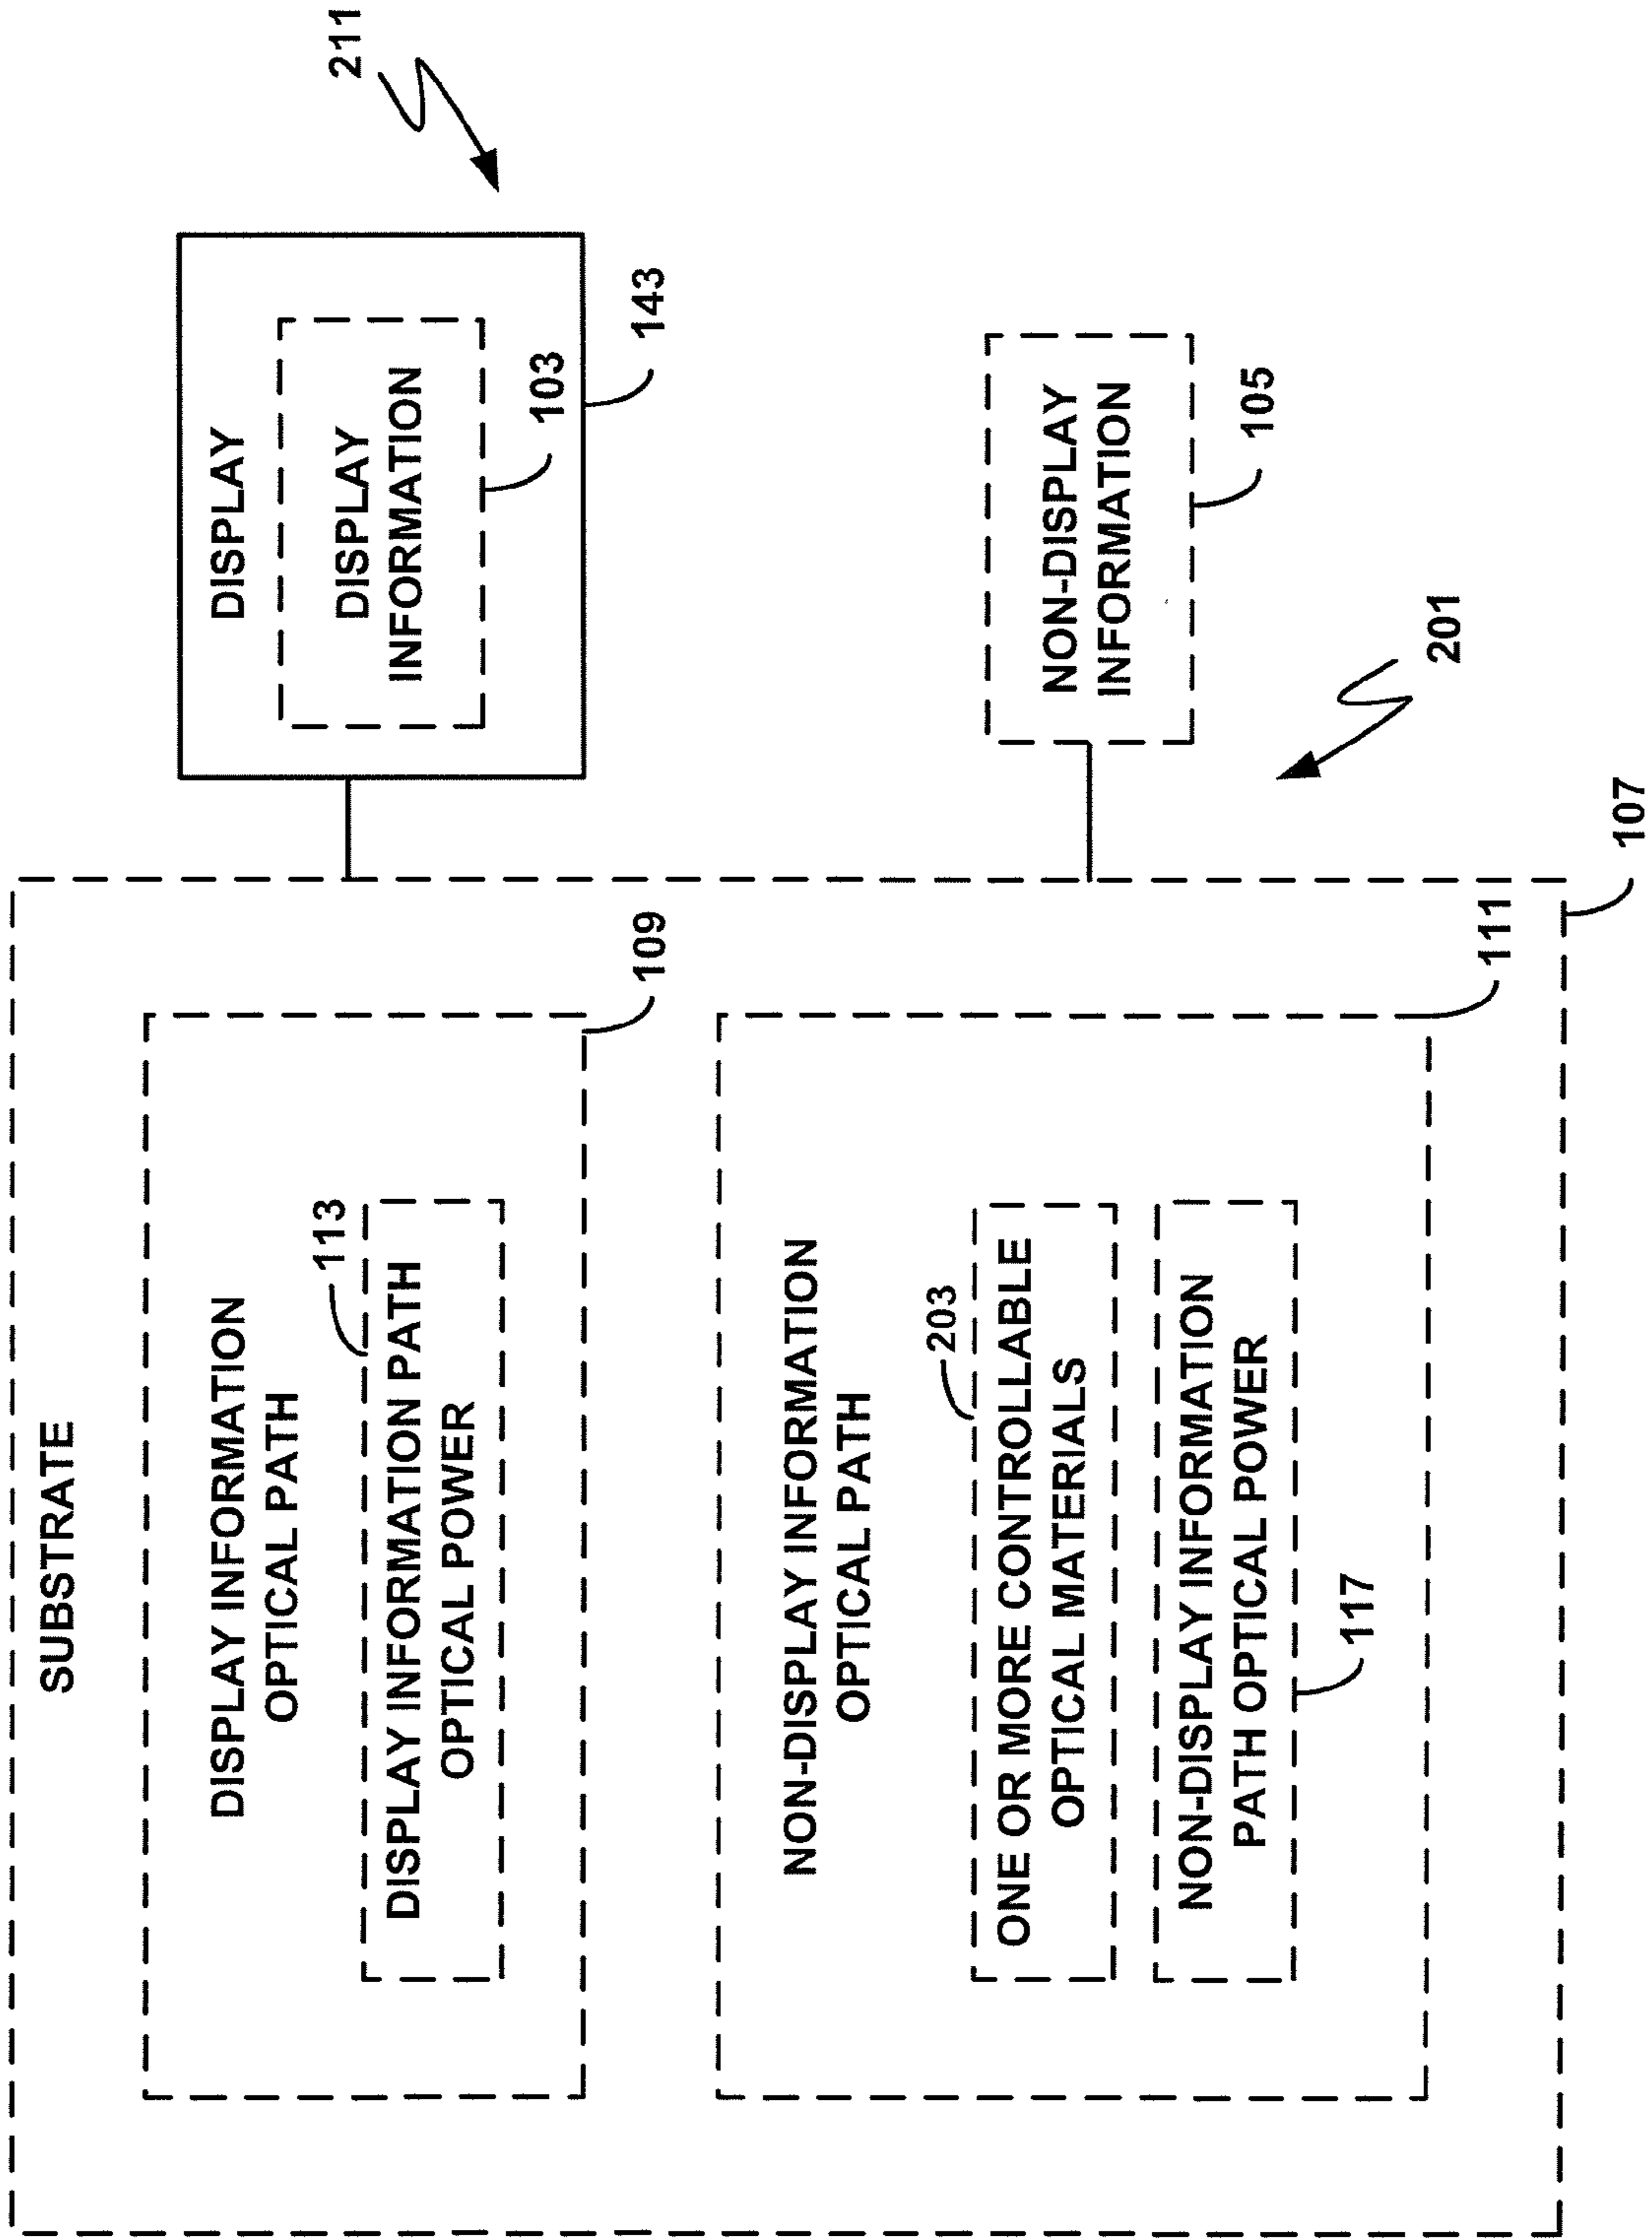 SUBSTRATE
DISPLAY INFORMATION
OPTICAL PATH
113
DISPLAY INFORMATION PATH
OPTICAL POWER
109
NON-DISPLAY INFORMATION
OPTICAL PATH
203
ONE OR MORE CONTROLLABLE
OPTICAL MATERIALS
NON-DISPLAY INFORMATION
PATH OPTICAL POWER
117
111
107
211
DISPLAY
DISPLAY
INFORMATION
103
143
NON-DISPLAY
INFORMATION
105
201